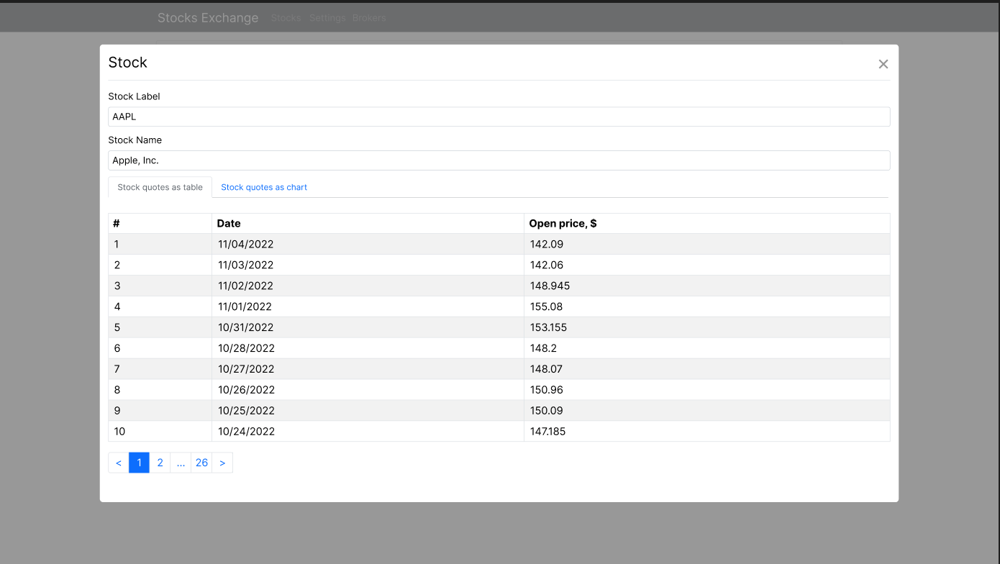 Stocks Exchange Stocks Settings Brokers
Stock ×
Stock Label
AAPL
Stock Name
Apple, Inc.
Stock quotes as table Stock quotes as chart
# Date Open price, $
1 11/04/2022 142.09
2 11/03/2022 142.06
3 11/02/2022 148.945
4 11/01/2022 155.08
5 10/31/2022 153.155
6 10/28/2022 148.2
7 10/27/2022 148.07
8 10/26/2022 150.96
9 10/25/2022 150.09
10 10/24/2022 147.185
< 1 2 ... 26 >